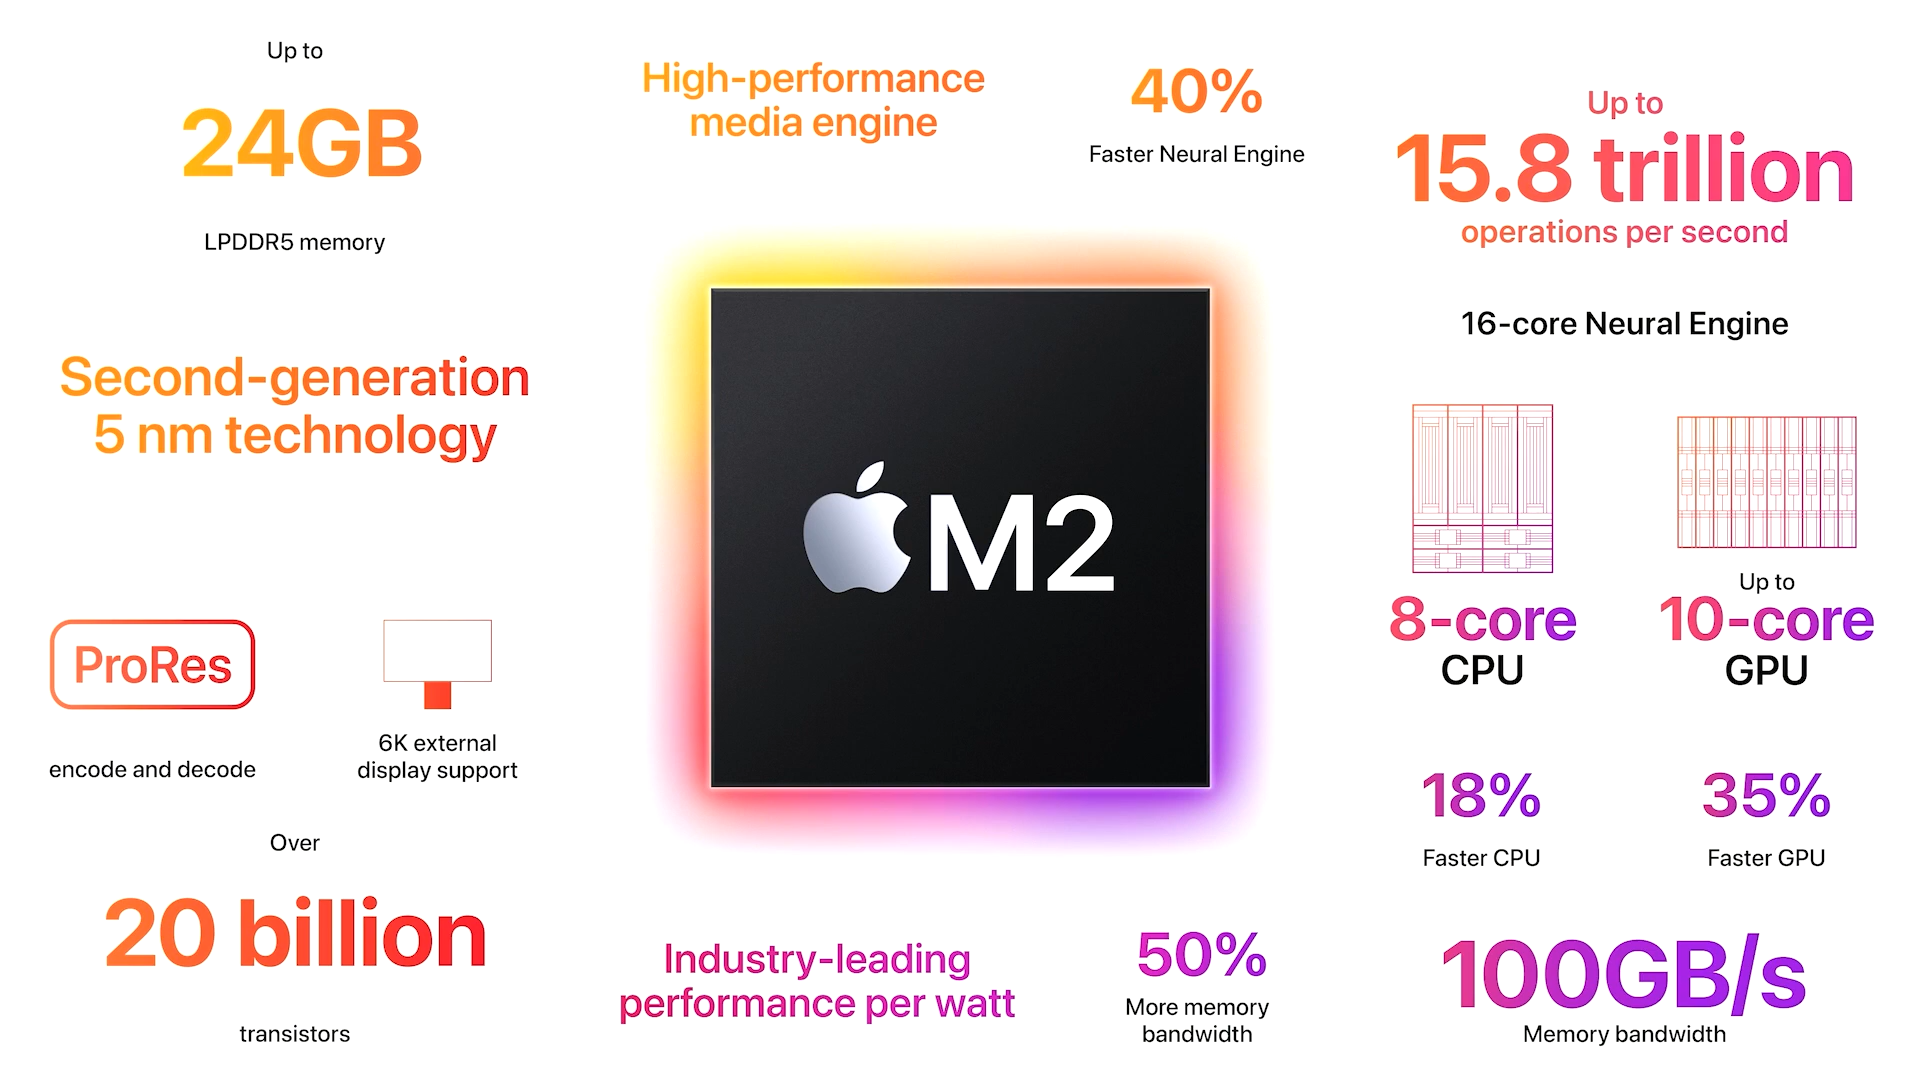 Up to
24GB
LPDDR5 memory
High-performance
media engine
40%
Faster Neural Engine
Up to
15.8 trillion
operations per second
16-core Neural Engine
Second-generation
5 nm technology
M2
8-core
CPU
Up to
10-core
GPU
ProRes
encode and decode
6K external
display support
18%
Faster CPU
35%
Faster GPU
Over
20 billion
transistors
Industry-leading
performance per watt
50%
More memory
bandwidth
100GB/s
Memory bandwidth